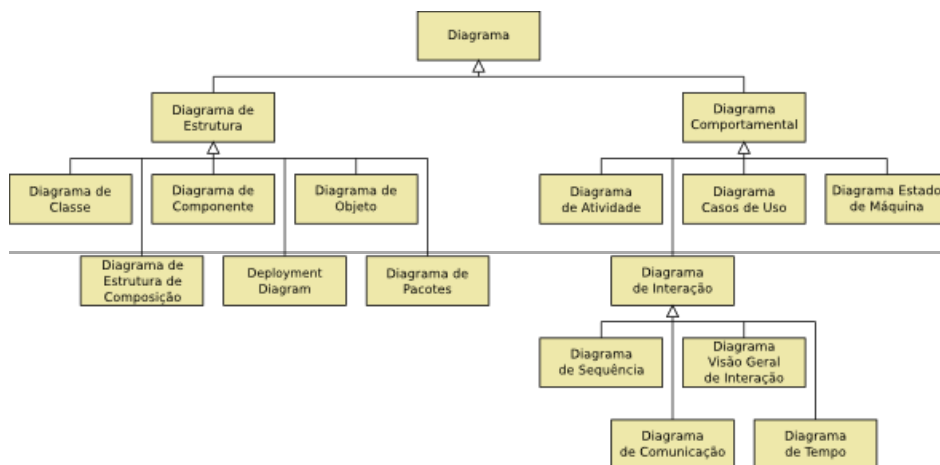 Diagrama
Diagrama de
Estrutura
Diagrama
Comportamental
Diagrama de
Classe
Diagrama de
Componente
Diagrama de
Objeto
Diagrama
de Atividade
Diagrama
Casos de Uso
Diagrama Estado
de Máquina
Diagrama de
Estrutura de
Composição
Deployment
Diagram
Diagrama de
Pacotes
Diagrama
de Interação
Diagrama
de Sequência
Diagrama
Visão Geral
de Interação
Diagrama
de Comunicação
Diagrama
de Tempo